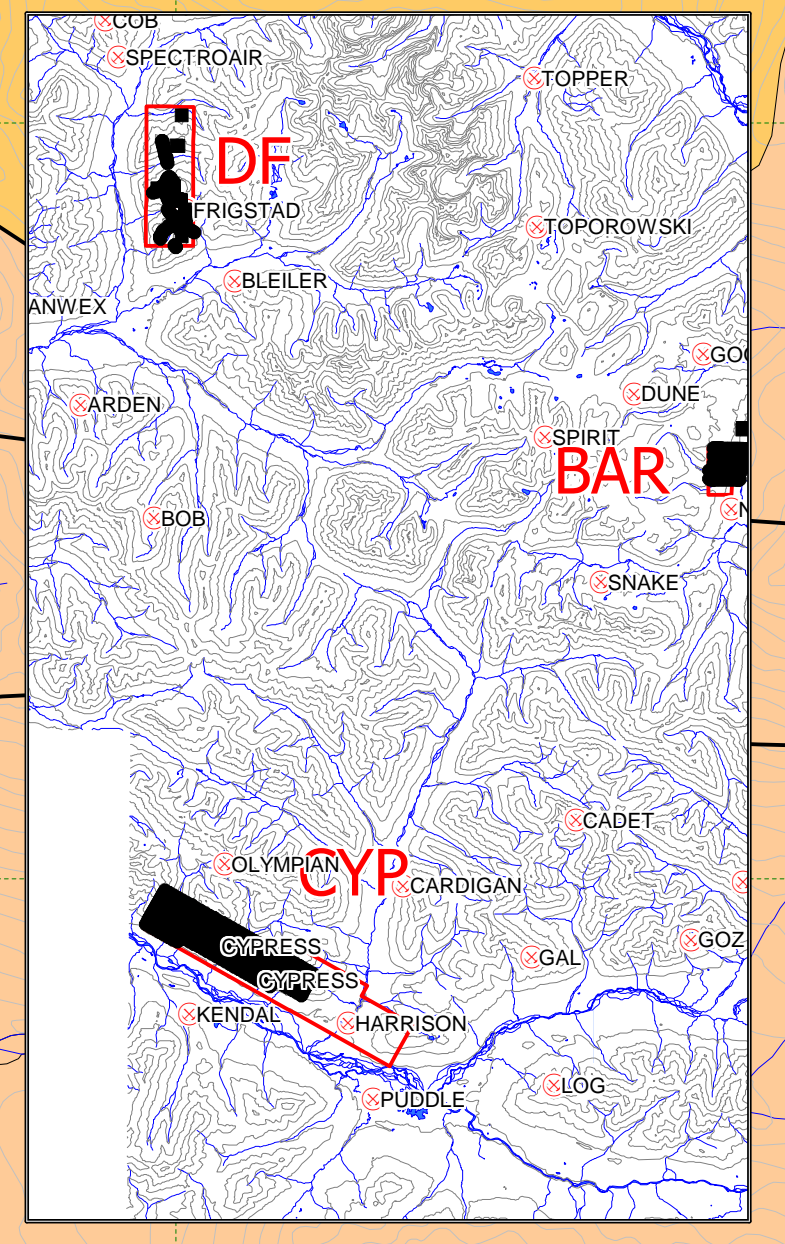 COB
SPECTROAIR
TOPPER
DF
FRIGSTAD
TOPOROWSKI
BLEILER
ANWEX
GOO
DUNE
ARDEN
SPIRIT
BAR
N
BOB
SNAKE
CADET
OLYMPIAN
CYP
CARDIGAN
GOZ
CYPRESS
GAL
CYPRESS
KENDAL
HARRISON
LOG
PUDDLE